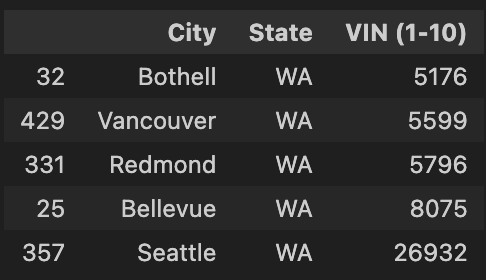 City State VIN (1-10)
32 Bothell WA 5176
429 Vancouver WA 5599
331 Redmond WA 5796
25 Bellevue WA 8075
357 Seattle WA 26932